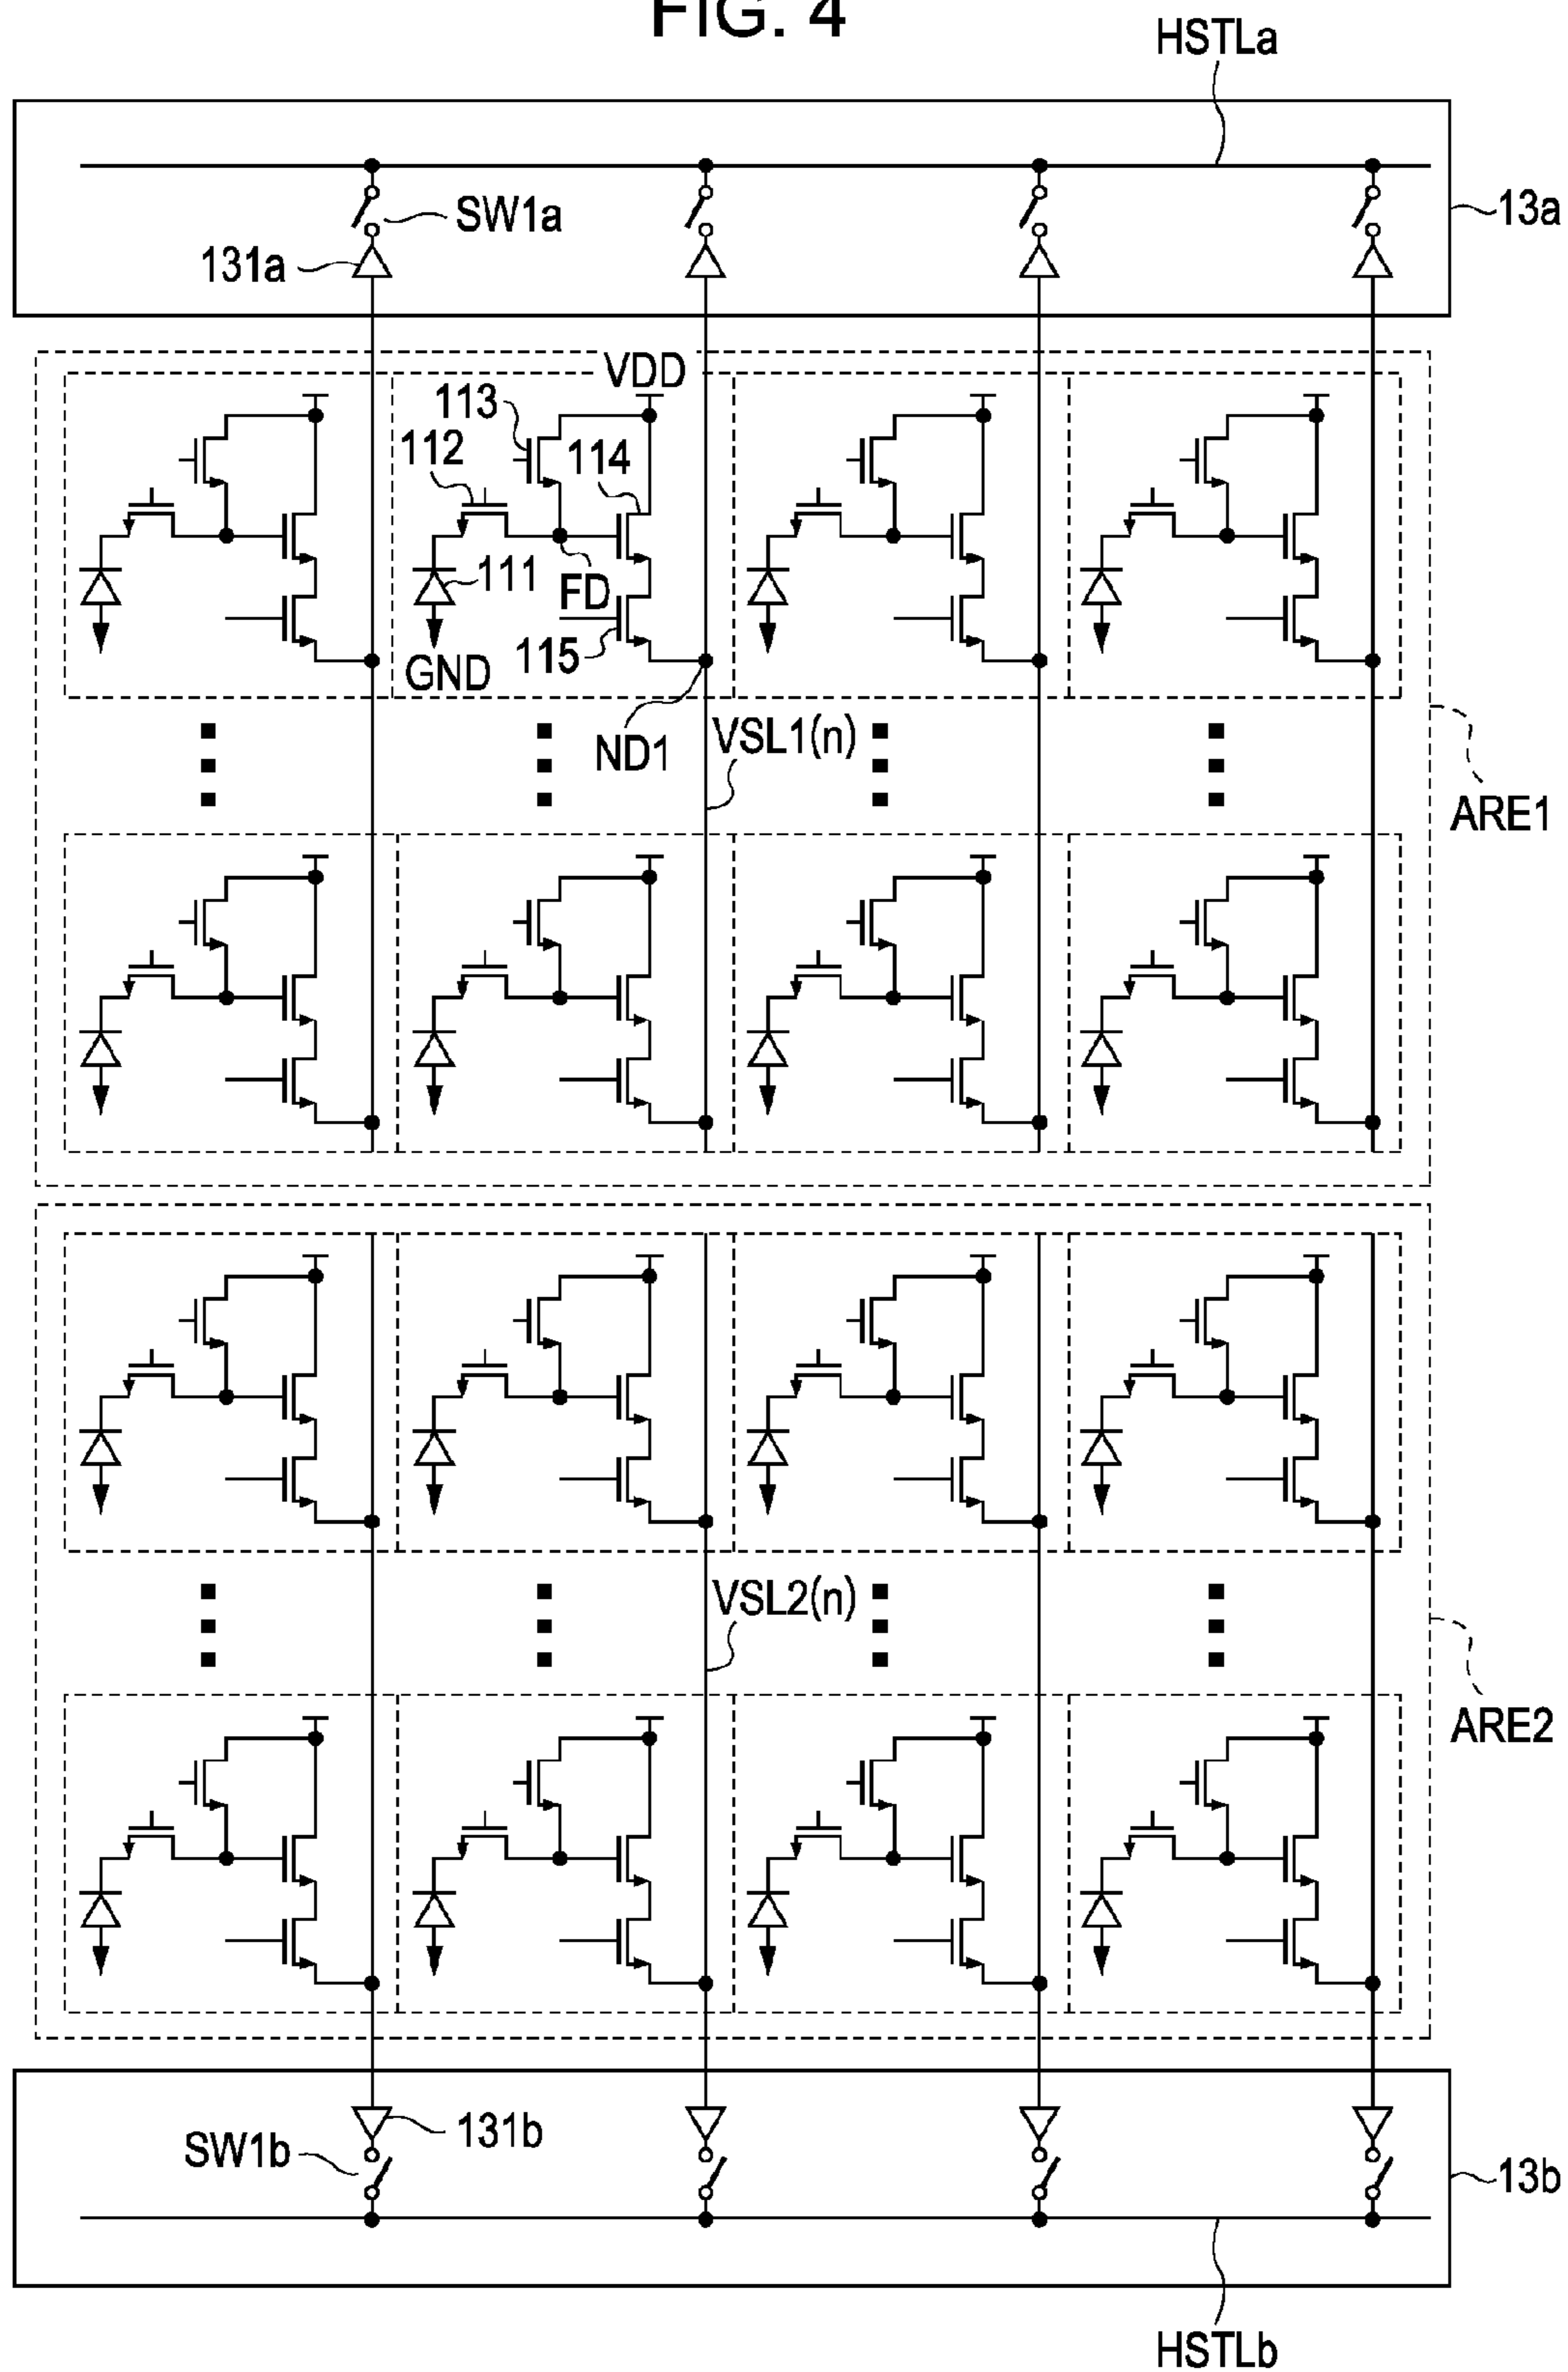 FIG. 4
HSTLa
SW1a
13a
131a
VDD
113
112
114
111
FD
115
GND
ND1
VSL1(n)
ARE1
VSL2(n)
ARE2
131b
SW1b
13b
HSTLb